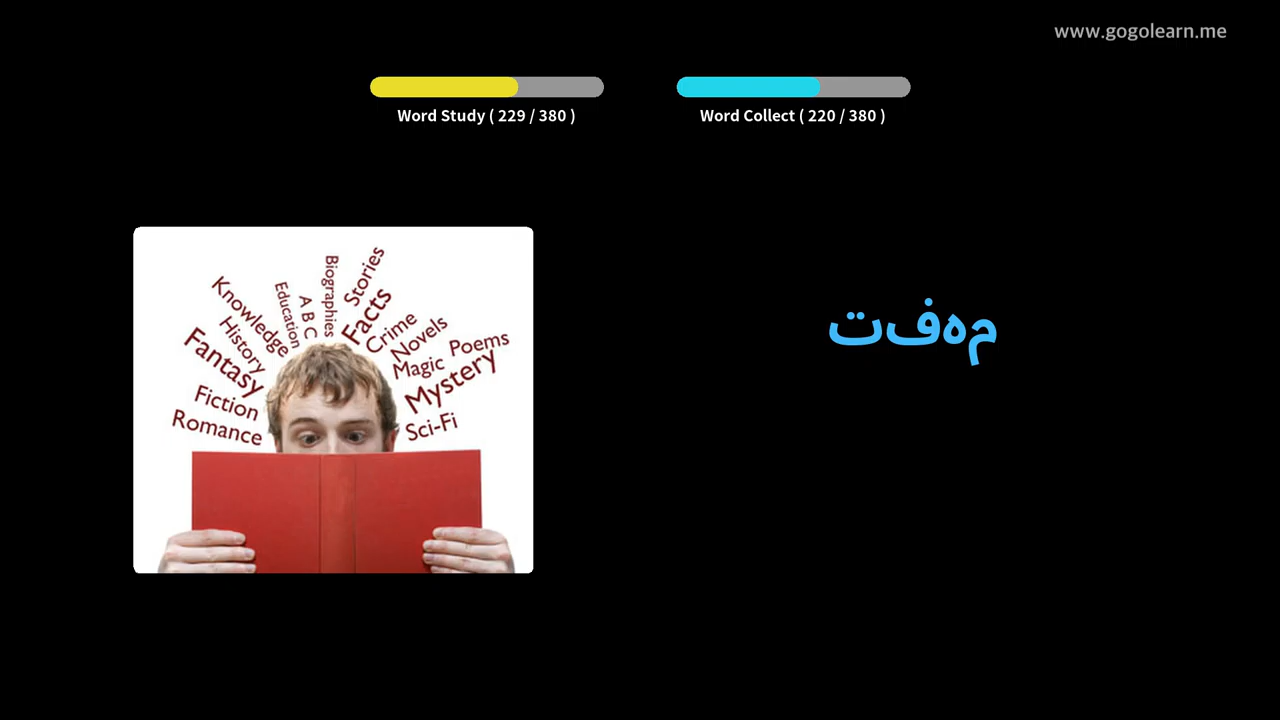 www.gogolearn.me
Word Study ( 229 / 380 )
Word Collect ( 220 / 380 )
Biographies
Stories
Education
A B C
Facts
Knowledge
History
Crime
Novels
Fantasy
Magic
Poems
Mystery
Fiction
Romance
Sci-Fi
مهفت